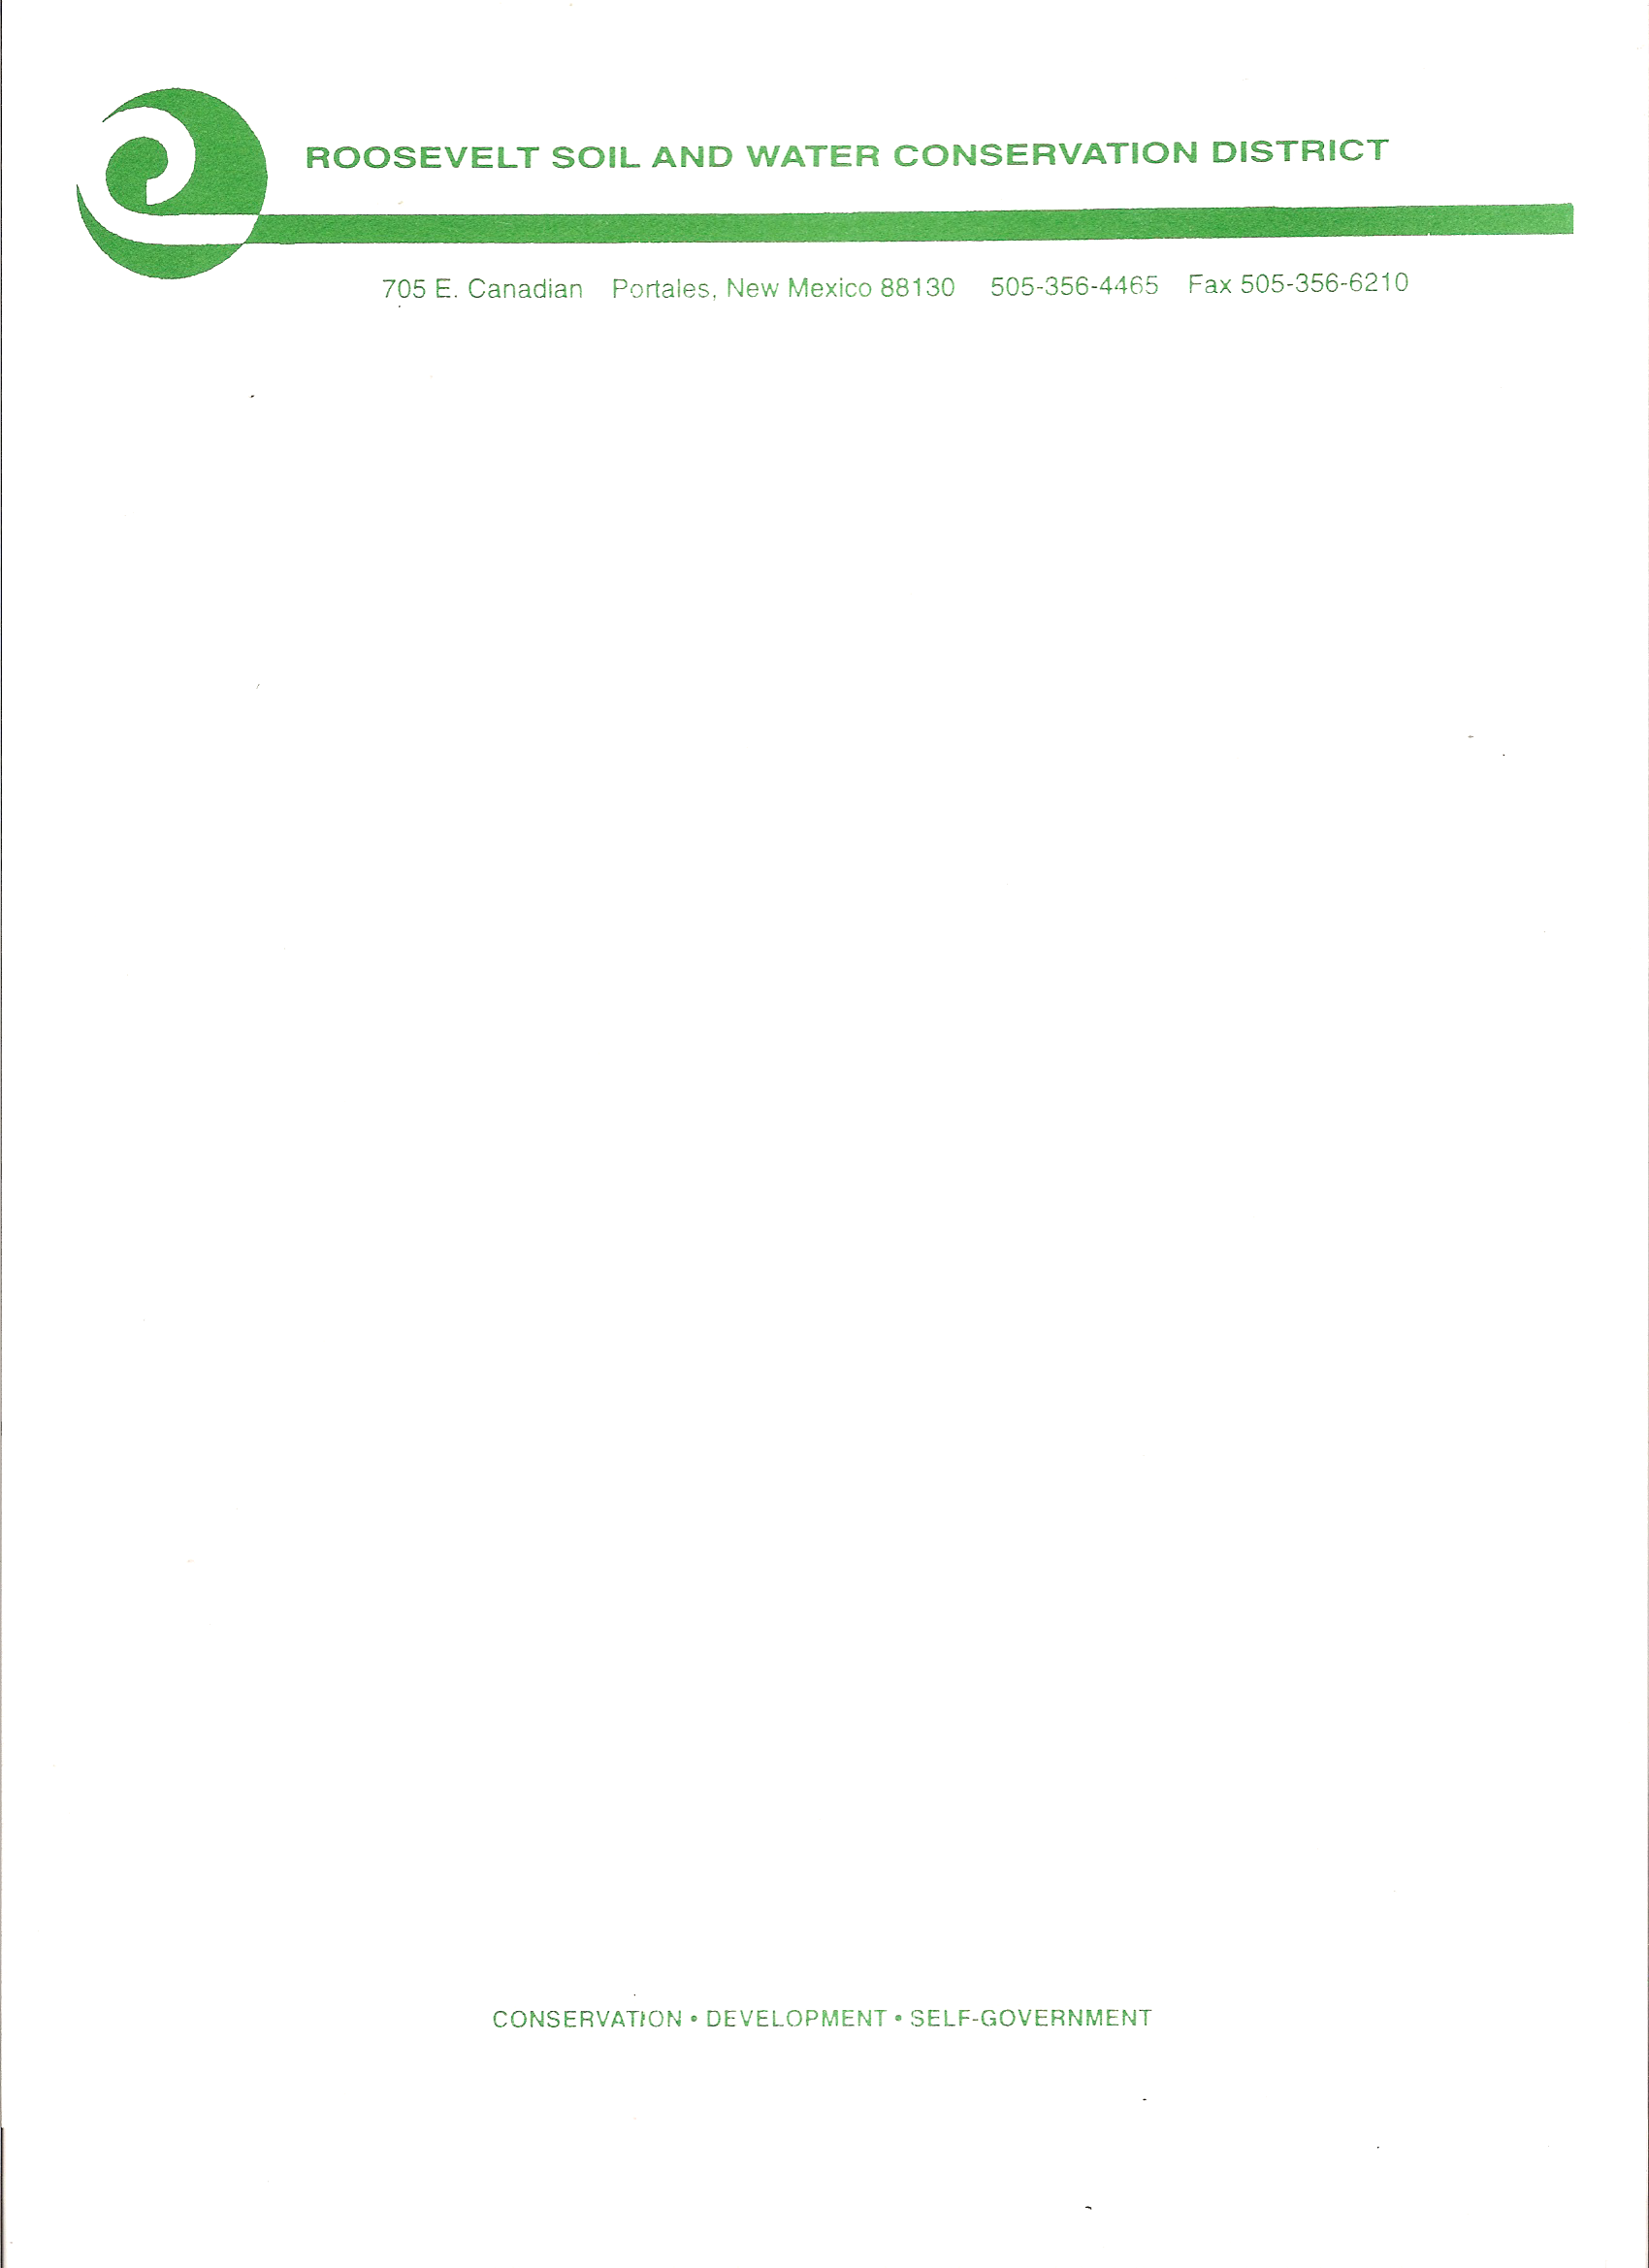 ROOSEVELT SOIL AND WATER CONSERVATION DISTRICT
705 E. Canadian Portales, New Mexico 88130 505-356-4465 Fax 505-356-6210
CONSERVATION • DEVELOPMENT • SELF-GOVERNMENT